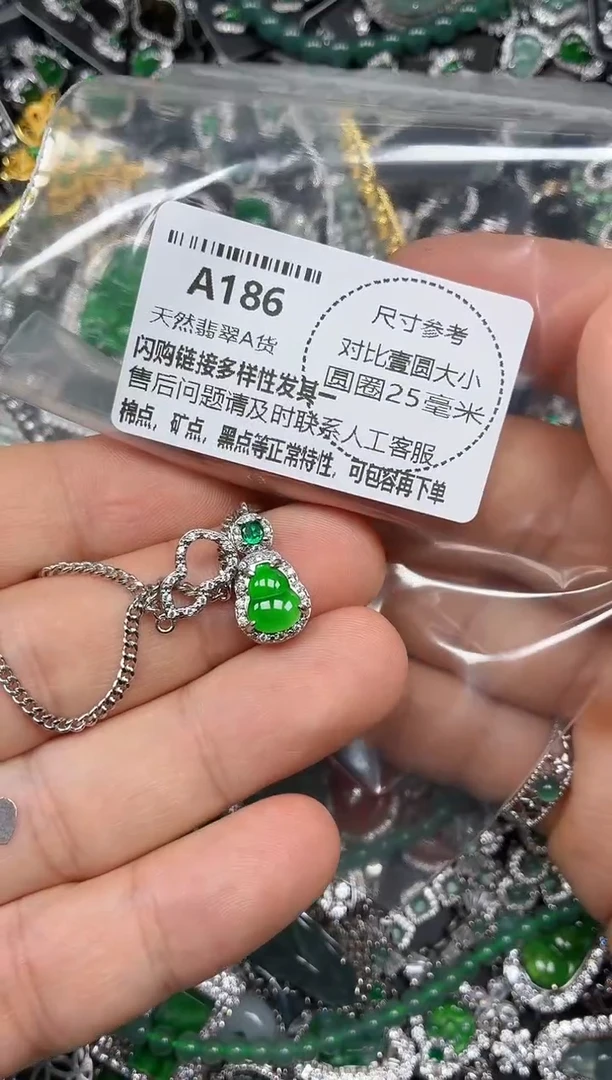 A186
天然翡翠A货
闪购链接多样性发其一
售后问题请及时联系人工客服
棉点，矿点，黑点等正常特性，可包容再下单
尺寸参考
对比壹圆大小
圆圈25毫米